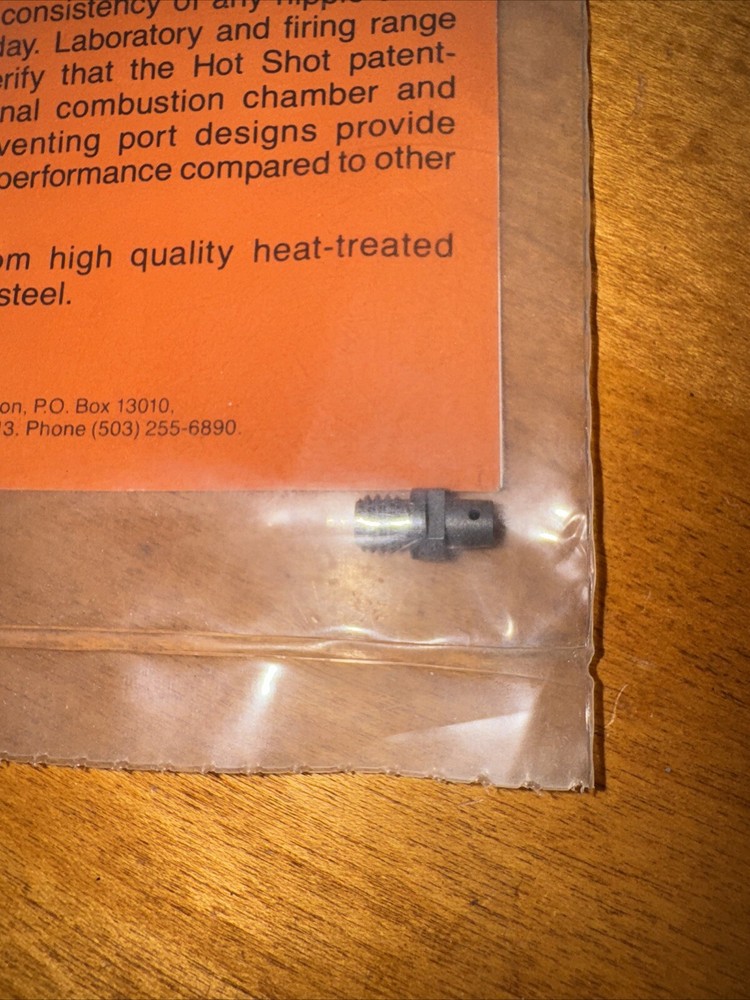 consistency of any nipple
day. Laboratory and firing range
erify that the Hot Shot patent-
nal combustion chamber and
venting port designs provide
performance compared to other
om high quality heat-treated
steel.
on, P.O. Box 13010,
13. Phone (503) 255-6890.